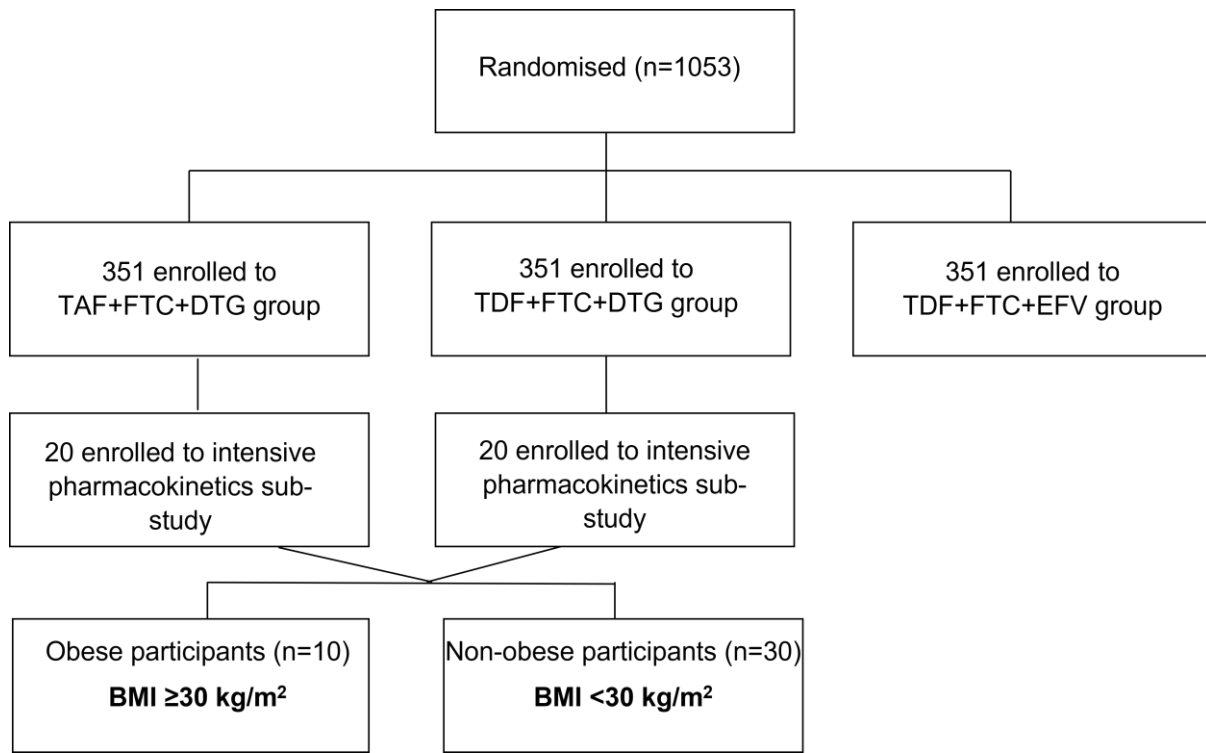 Randomised (n=1053)
351 enrolled to
TAF+FTC+DTG group
351 enrolled to
TDF+FTC+DTG group
351 enrolled to
TDF+FTC+EFV group
20 enrolled to intensive
pharmacokinetics sub-
study
20 enrolled to intensive
pharmacokinetics sub-
study
Obese participants (n=10)
BMI ≥30 kg/m²
Non-obese participants (n=30)
BMI <30 kg/m²